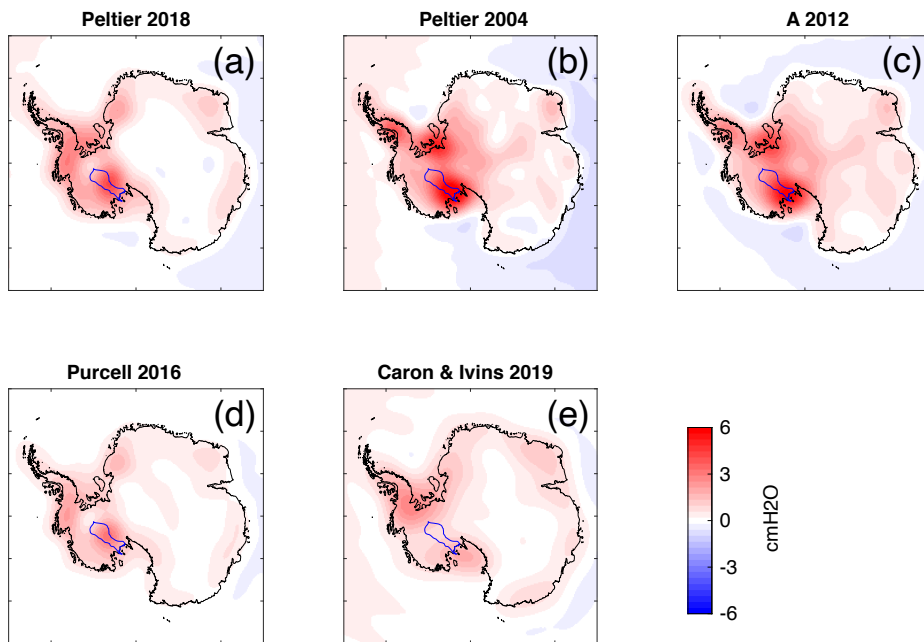 Peltier 2018
(a)
Peltier 2004
(b)
A 2012
(c)
Purcell 2016
(d)
Caron & Ivins 2019
(e)
6
3
0
-3
-6
cmH2O